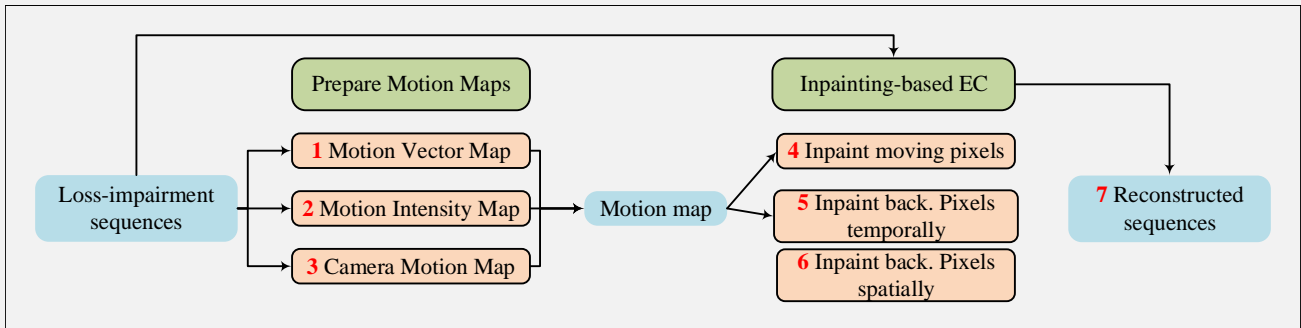 Prepare Motion Maps
Inpainting-based EC
1 Motion Vector Map
4 Inpaint moving pixels
Loss-impairment
sequences
2 Motion Intensity Map
Motion map
5 Inpaint back. Pixels
temporally
7 Reconstructed
sequences
3 Camera Motion Map
6 Inpaint back. Pixels
spatially